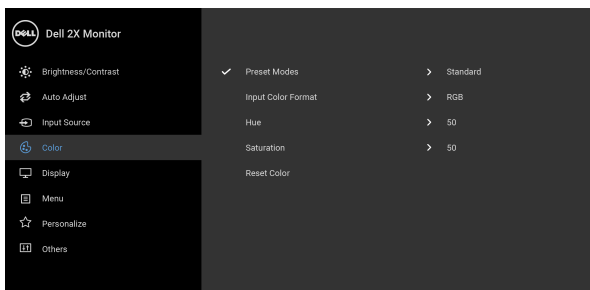 DELL Dell 2X Monitor
Brightness/Contrast
Auto Adjust
Input Source
Color
Display
Menu
Personalize
Others
Preset Modes Standard
Input Color Format RGB
Hue 50
Saturation 50
Reset Color